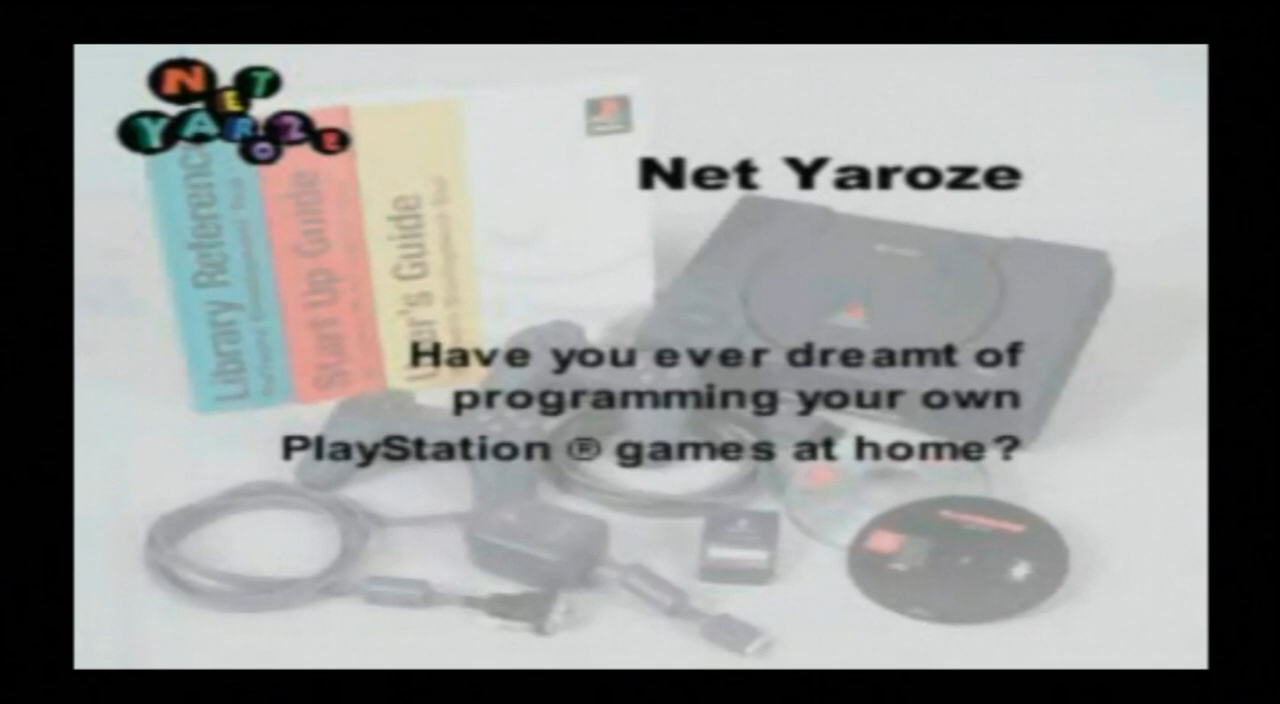 NET
YAROZE
Net Yaroze
Library Reference
Start Up Guide
User's Guide
Have you ever dreamt of
programming your own
PlayStation ® games at home?